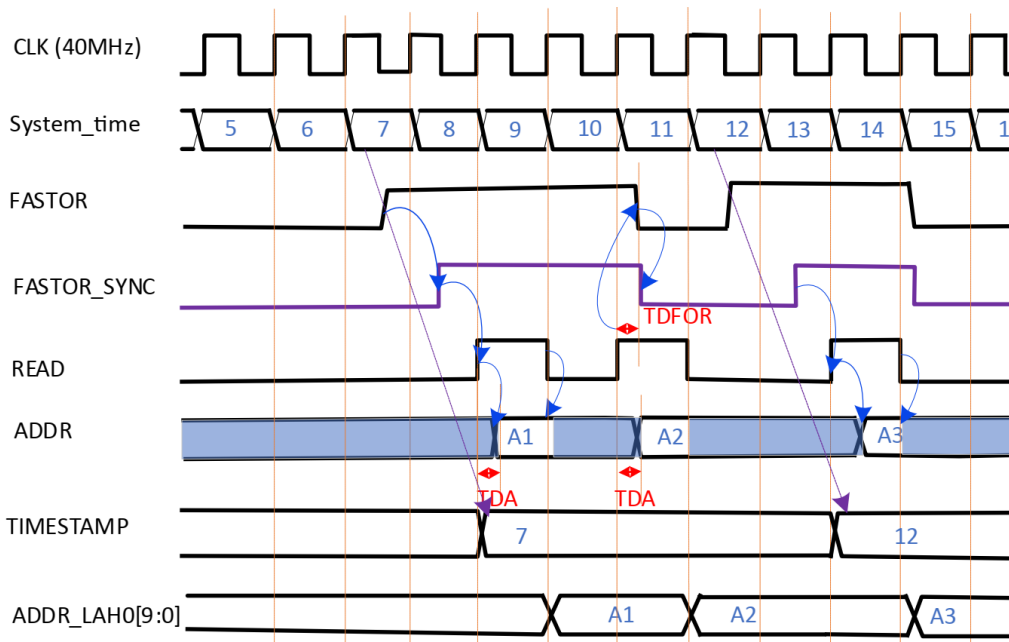 CLK (40MHz)
System_time
5 6 7 8 9 10 11 12 13 14 15 1
FASTOR
FASTOR_SYNC
TDFOR
READ
ADDR
A1 A2 A3
TDA TDA
TIMESTAMP
7 12
ADDR_LAH0[9:0]
A1 A2 A3